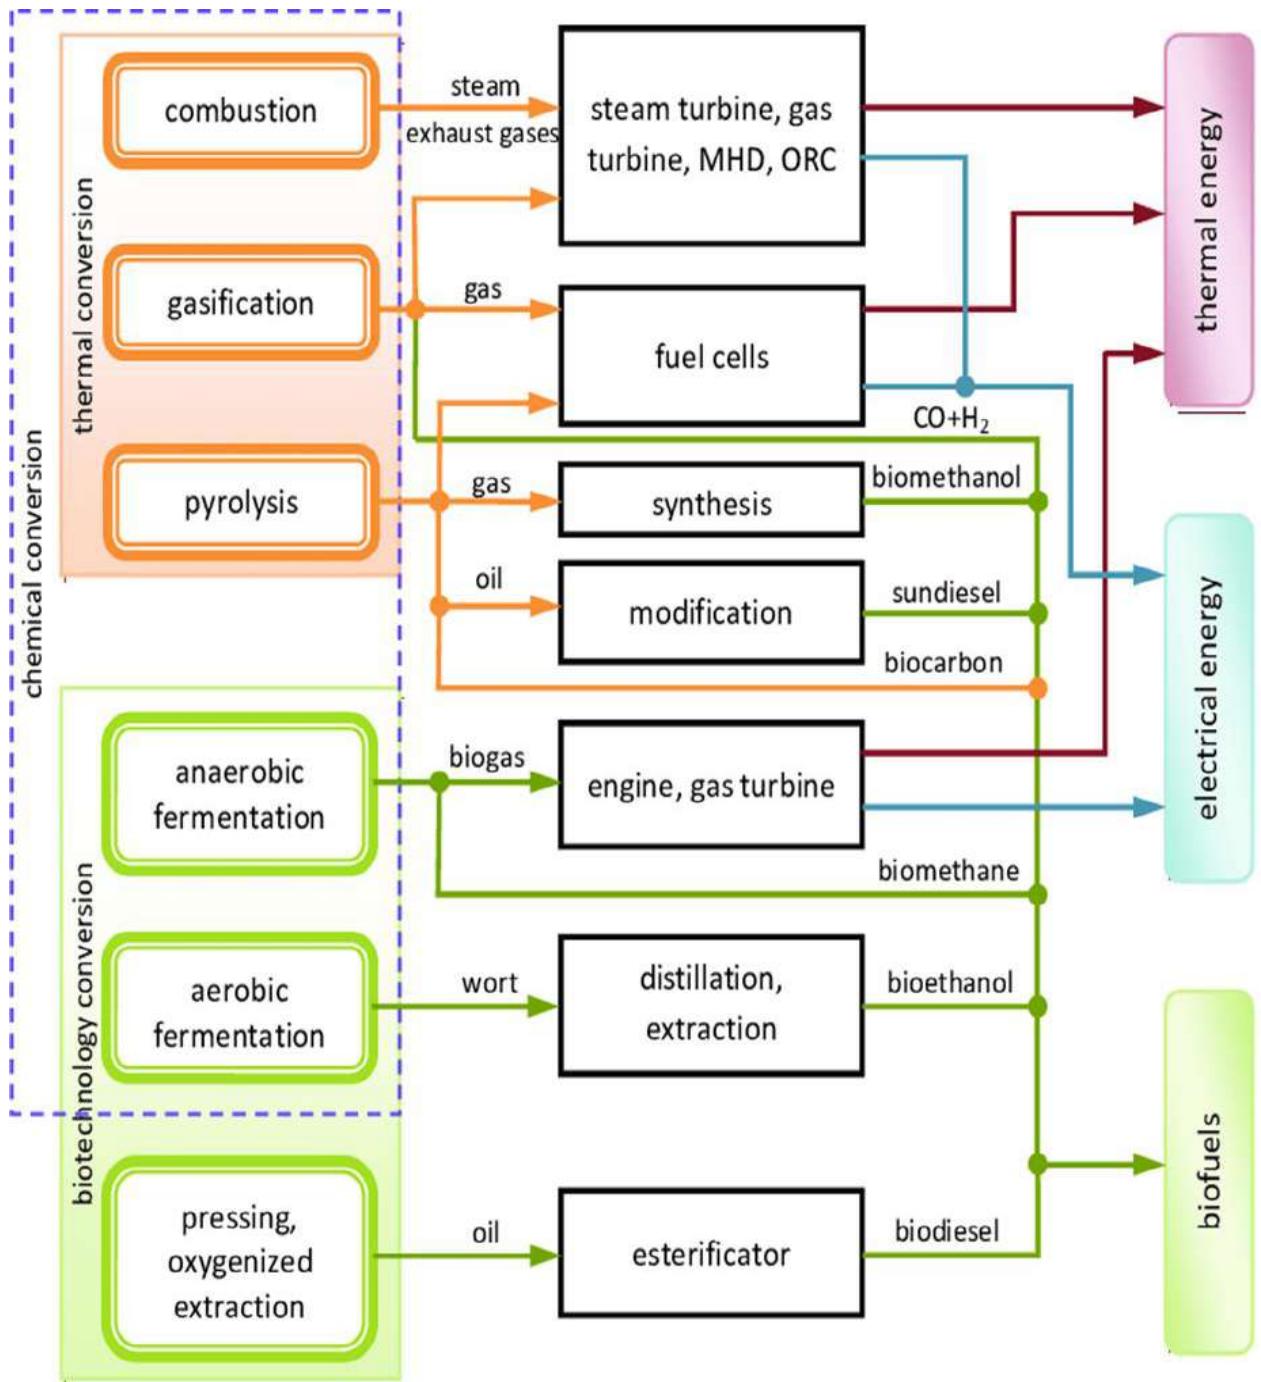 chemical conversion
thermal conversion
combustion
gasification
pyrolysis
biotechnology conversion
anaerobic
fermentation
aerobic
fermentation
pressing,
oxygenized
extraction
steam
exhaust gases
gas
gas
oil
biogas
wort
oil
steam turbine, gas
turbine, MHD, ORC
fuel cells
synthesis
modification
engine, gas turbine
distillation,
extraction
esterificator
CO+H₂
biomethanol
sundiesel
biocarbon
biomethane
bioethanol
biodiesel
thermal energy
electrical energy
biofuels